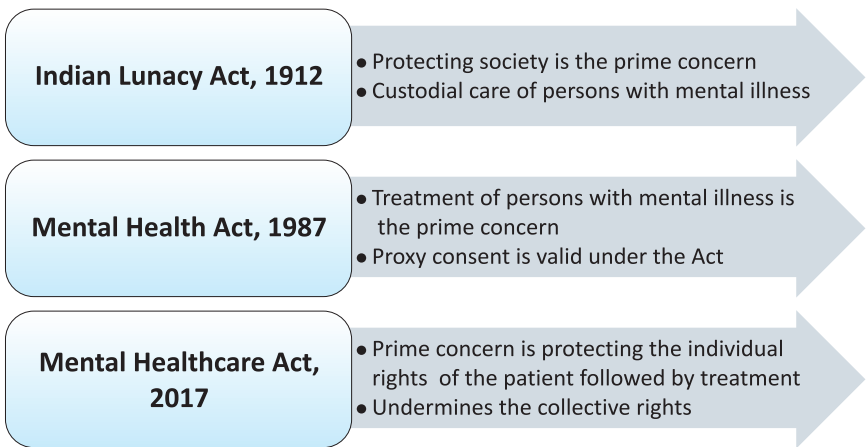 Indian Lunacy Act, 1912
● Protecting society is the prime concern
● Custodial care of persons with mental illness
Mental Health Act, 1987
● Treatment of persons with mental illness is
the prime concern
● Proxy consent is valid under the Act
Mental Healthcare Act,
2017
● Prime concern is protecting the individual
rights of the patient followed by treatment
● Undermines the collective rights